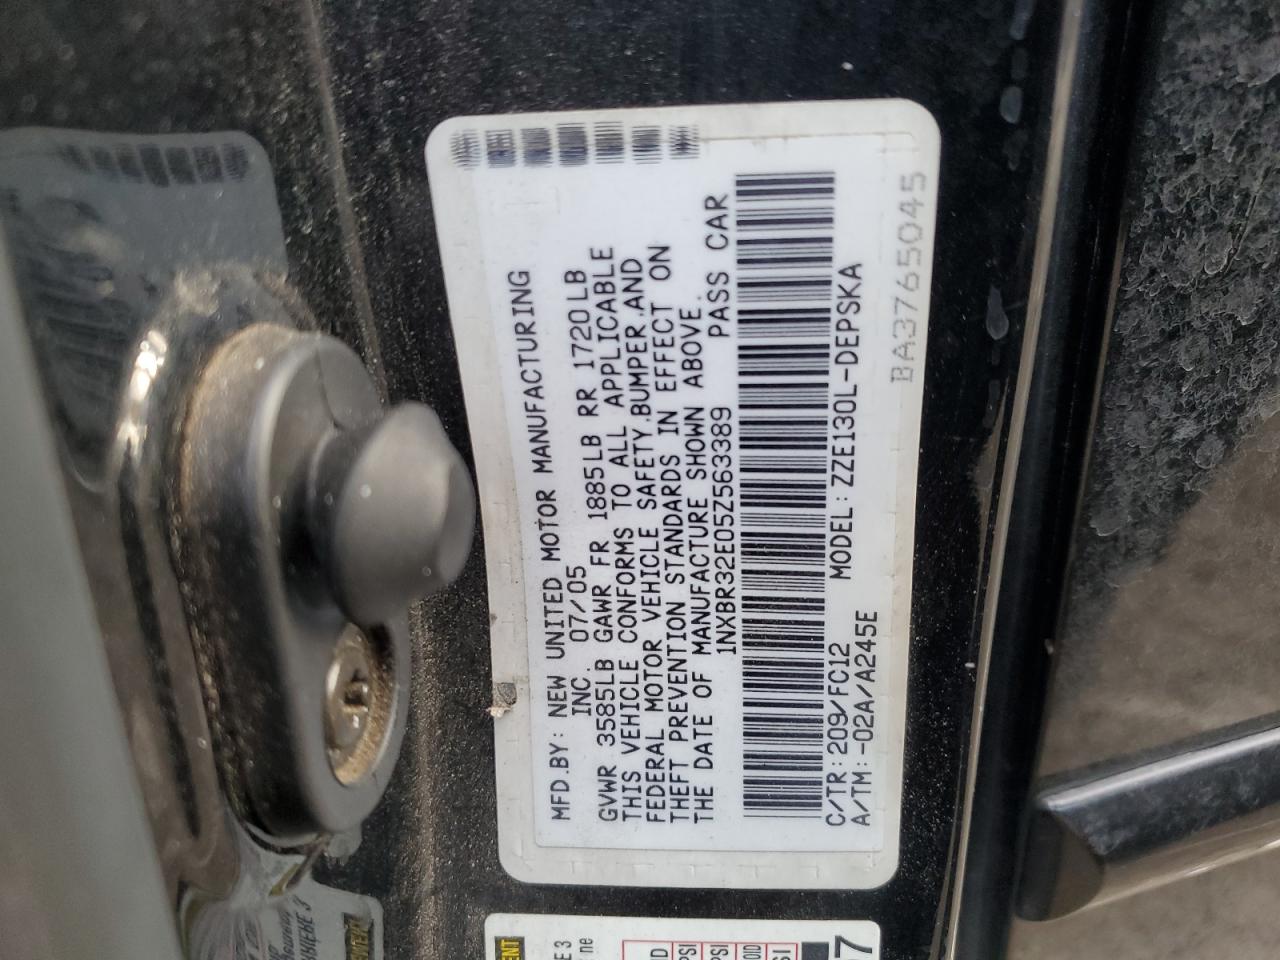 MFD.BY: NEW UNITED MOTOR MANUFACTURING
INC. 07/05
GVWR 3585LB GAWR FR 1885LB RR 1720LB
THIS VEHICLE CONFORMS TO ALL APPLICABLE
FEDERAL MOTOR VEHICLE SAFETY,BUMPER,AND
THEFT PREVENTION STANDARDS IN EFFECT ON
THE DATE OF MANUFACTURE SHOWN ABOVE.
1NXBR32E05Z563389 PASS CAR
C/TR:209/FC12 MODEL:ZZE130L-DEPSKA
A/TM:-02A/A245E
BA3765045